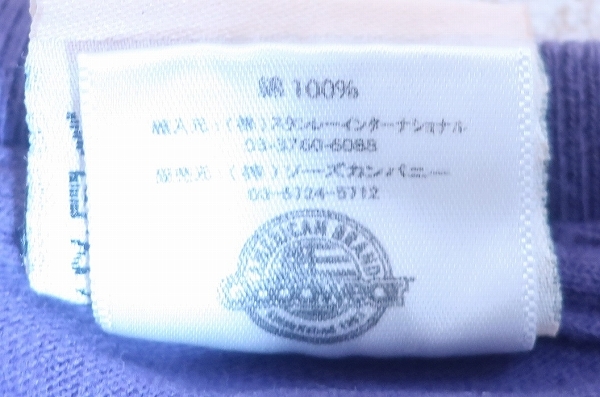 綿 100%
輸入元：(株)スタンレーインターナショナル
03-3760-6088
販売元：(株)リーズカンパニー
03-5724-5712
AMERICAN BRAND